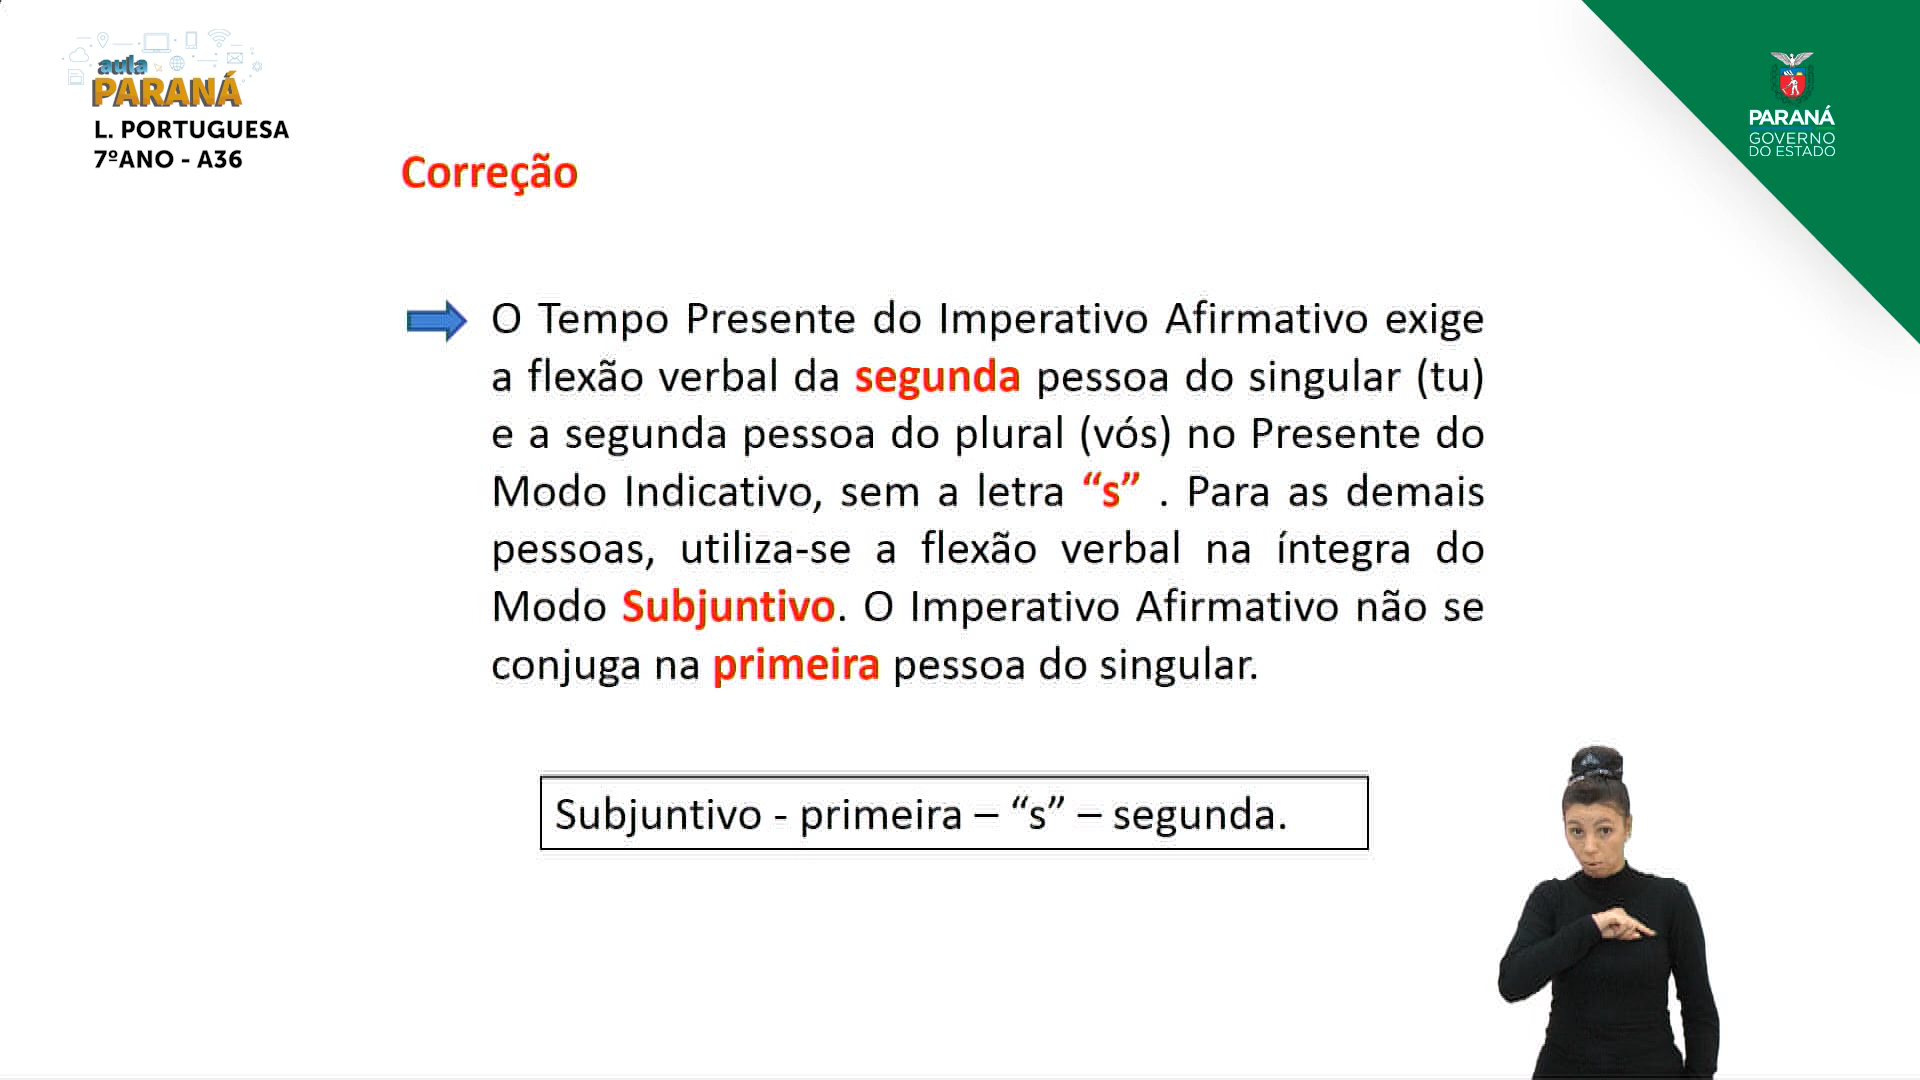 aula
PARANÁ
L. PORTUGUESA
7ºANO - A36
PARANÁ
GOVERNO
DO ESTADO
Correção
O Tempo Presente do Imperativo Afirmativo exige
a flexão verbal da segunda pessoa do singular (tu)
e a segunda pessoa do plural (vós) no Presente do
Modo Indicativo, sem a letra “s” . Para as demais
pessoas, utiliza-se a flexão verbal na íntegra do
Modo Subjuntivo. O Imperativo Afirmativo não se
conjuga na primeira pessoa do singular.
Subjuntivo - primeira – “s” – segunda.